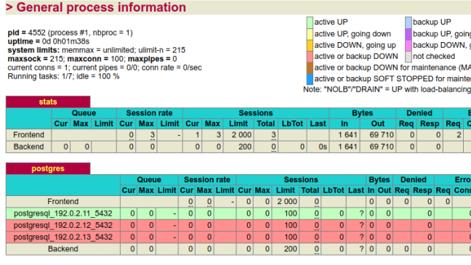 > General process information
pid = 4552 (process #1, nbproc = 1)
uptime = 0d 0h01m38s
system limits: memmax = unlimited; ulimit-n = 215
maxsock = 215; maxconn = 100; maxpipes = 0
current conns = 1; current pipes = 0/0; conn rate = 0/sec
Running tasks: 1/7; idle = 100 %
active UP backup UP
active UP, going down backup UP,
active DOWN, going up backup DOWN,
active or backup DOWN not checked
active or backup DOWN for maintenance (MA
active or backup SOFT STOPPED for mainte
Note: "NOLB"/"DRAIN" = UP with load-balancing
stats
Queue Session rate Sessions Bytes Denied
Cur Max Limit Cur Max Limit Cur Max Limit Total LbTot Last In Out Req Resp Req
Frontend 0 3 - 1 3 2 000 3 1 641 69 710 0 0 2
Backend 0 0 0 0 0 0 200 0 0 0s 1 641 69 710 0 0
postgres
Queue Session rate Sessions Bytes Denied Erro
Cur Max Limit Cur Max Limit Cur Max Limit Total LbTot Last In Out Req Resp Req Con
Frontend 0 0 - 0 0 2 000 0 0 0 0 0 0
postgresql_192.0.2.11_5432 0 0 - 0 0 0 0 100 0 0 ? 0 0 0
postgresql_192.0.2.12_5432 0 0 - 0 0 0 0 100 0 0 ? 0 0 0
postgresql_192.0.2.13_5432 0 0 - 0 0 0 0 100 0 0 ? 0 0 0
Backend 0 0 0 0 0 0 200 0 0 ? 0 0 0 0